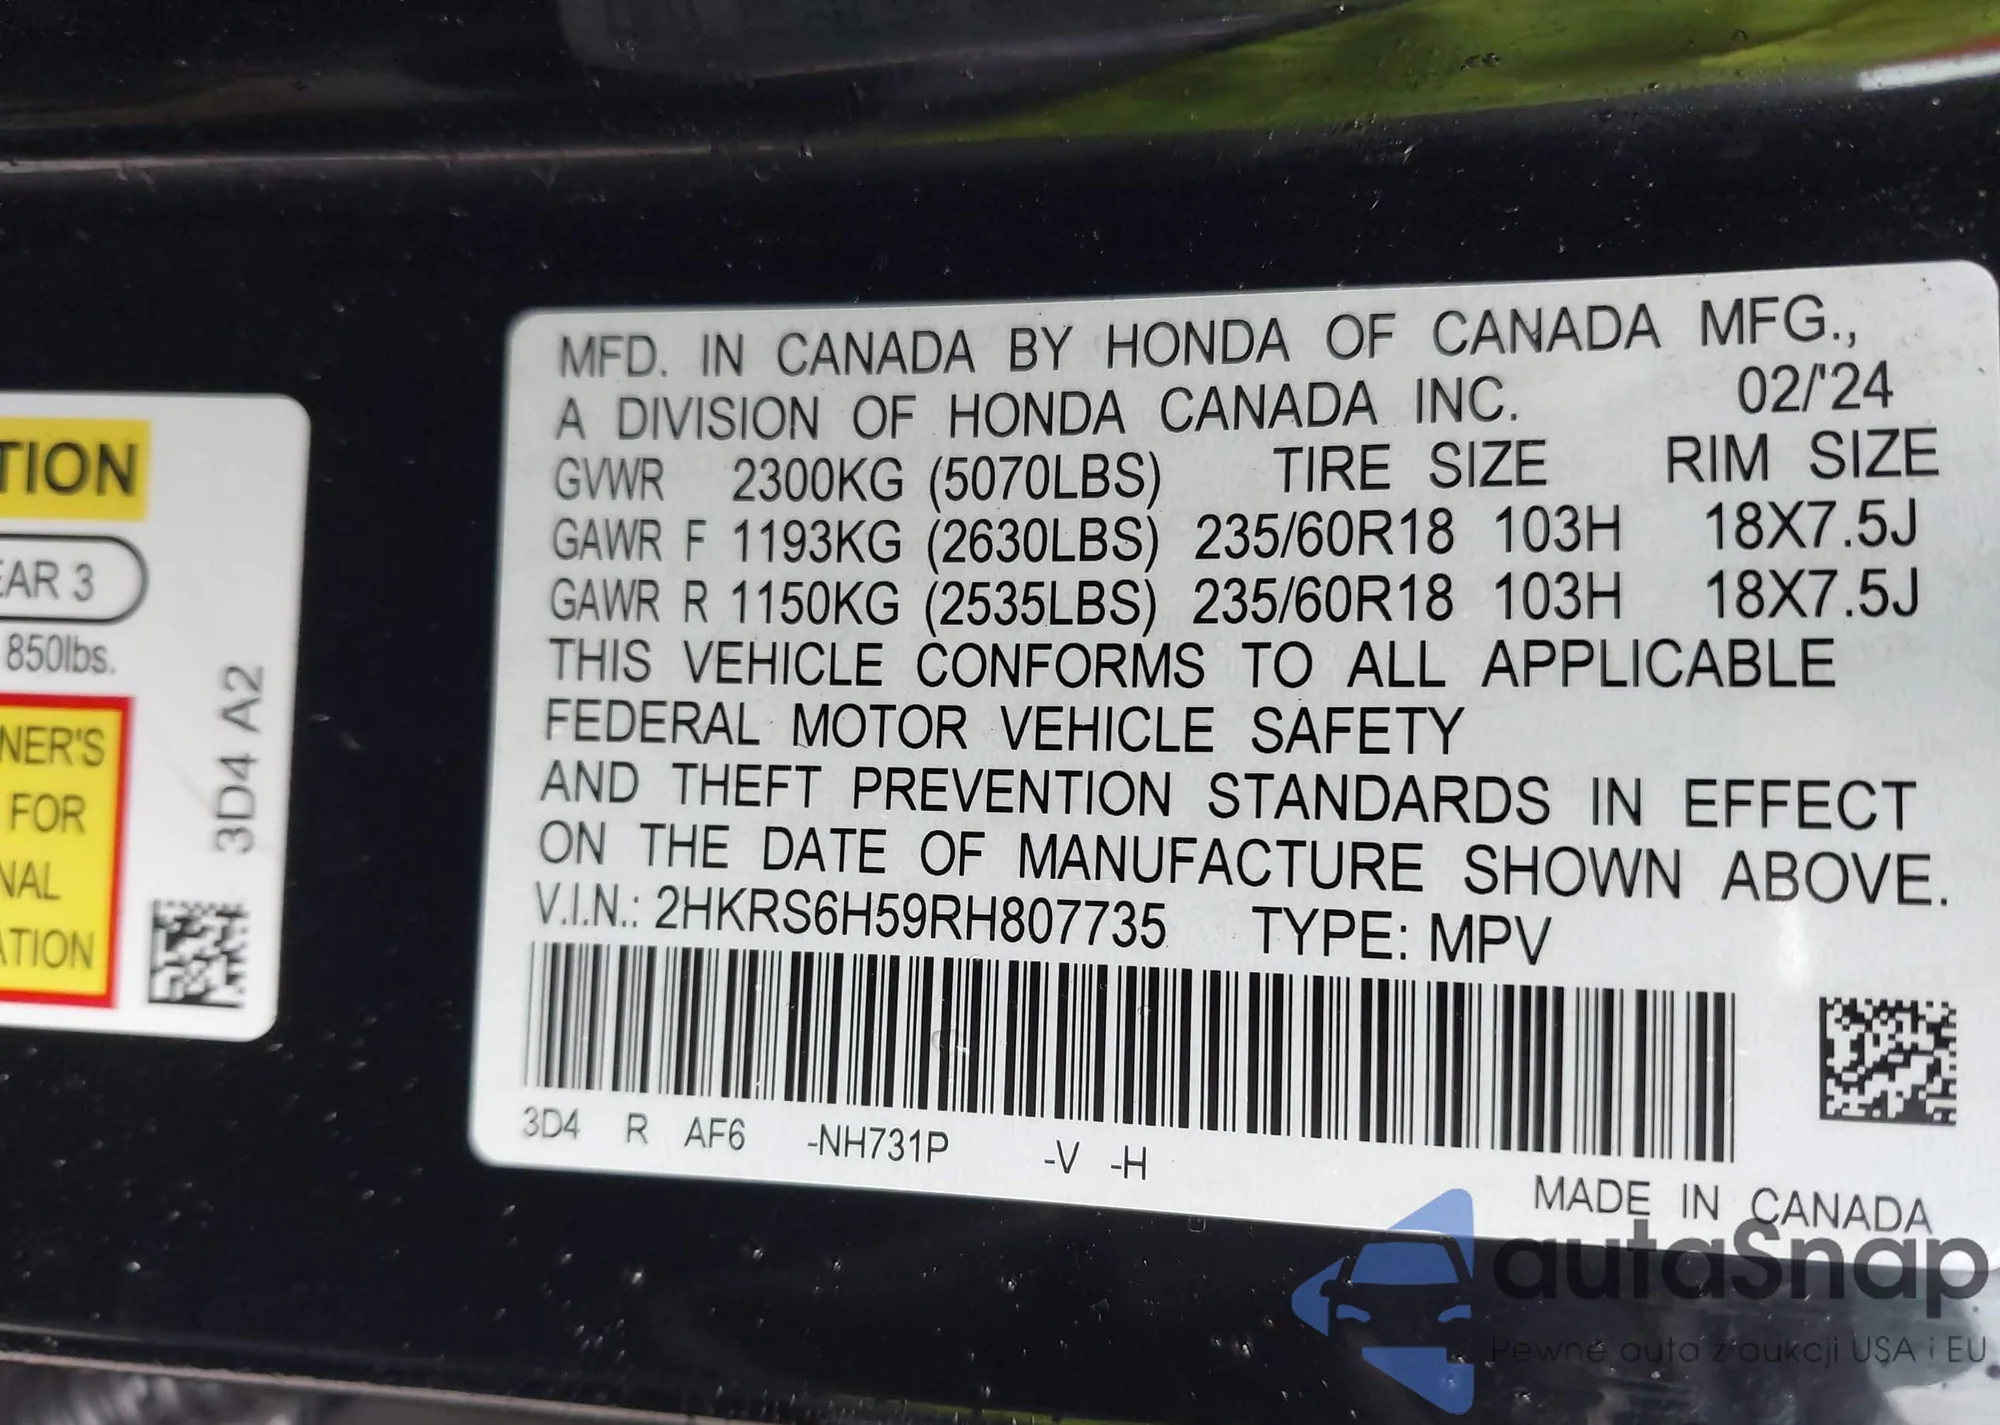 TION
EAR 3
850lbs.
NER'S
FOR
NAL
ATION
3D4 A2
MFD. IN CANADA BY HONDA OF CANADA MFG.,
A DIVISION OF HONDA CANADA INC. 02/'24
GVWR 2300KG (5070LBS) TIRE SIZE RIM SIZE
GAWR F 1193KG (2630LBS) 235/60R18 103H 18X7.5J
GAWR R 1150KG (2535LBS) 235/60R18 103H 18X7.5J
THIS VEHICLE CONFORMS TO ALL APPLICABLE
FEDERAL MOTOR VEHICLE SAFETY
AND THEFT PREVENTION STANDARDS IN EFFECT
ON THE DATE OF MANUFACTURE SHOWN ABOVE.
V.I.N.: 2HKRS6H59RH807735 TYPE: MPV
3D4 R AF6 -NH731P -V -H
MADE IN CANADA
autaSnap
Pewne auta z aukcji USA i EU